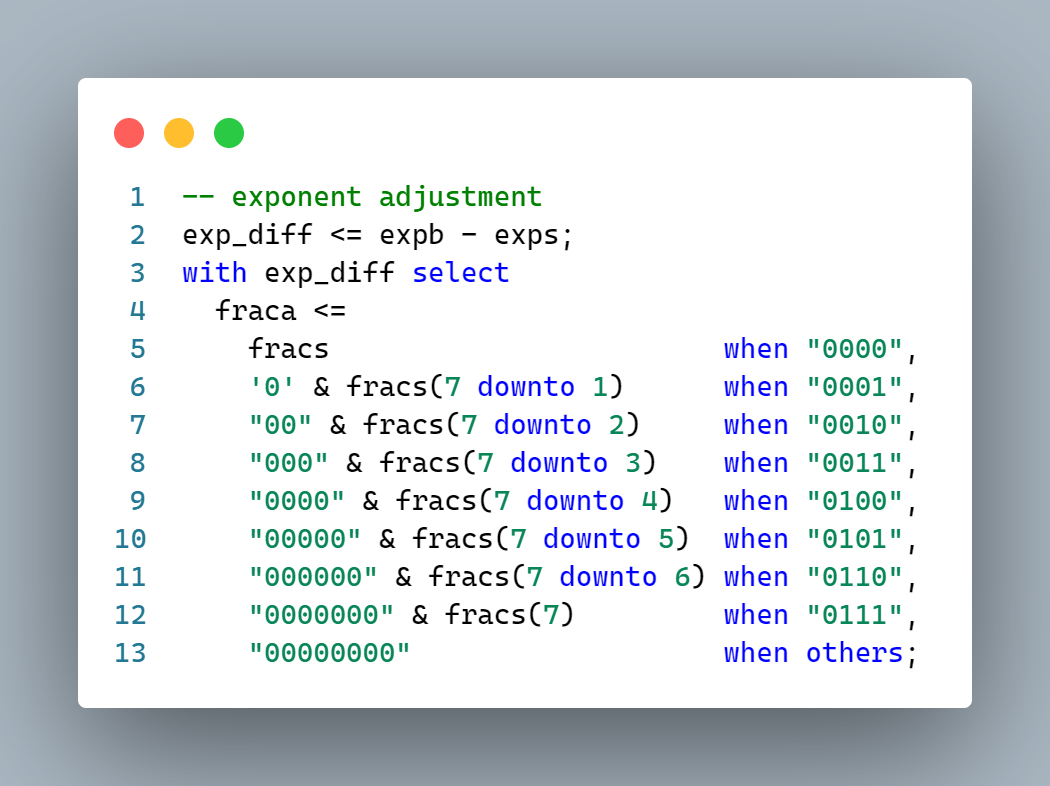 1 -- exponent adjustment
2 exp_diff <= expb - exps;
3 with exp_diff select
4   fraca <=
5     fracs                        when "0000",
6     '0' & fracs(7 downto 1)      when "0001",
7     "00" & fracs(7 downto 2)     when "0010",
8     "000" & fracs(7 downto 3)    when "0011",
9     "0000" & fracs(7 downto 4)   when "0100",
10     "00000" & fracs(7 downto 5)  when "0101",
11     "000000" & fracs(7 downto 6) when "0110",
12     "0000000" & fracs(7)         when "0111",
13     "00000000"                   when others;